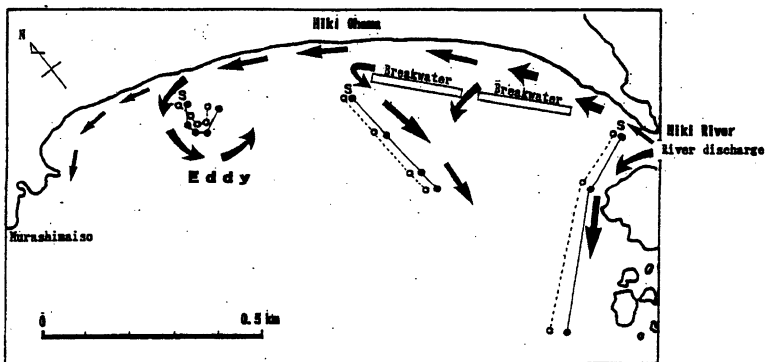 Hiki Ohama
N
Breakwater
Breakwater
S
S
S
Hiki River
River discharge
Eddy
Murashimaiso
0
0.5 km